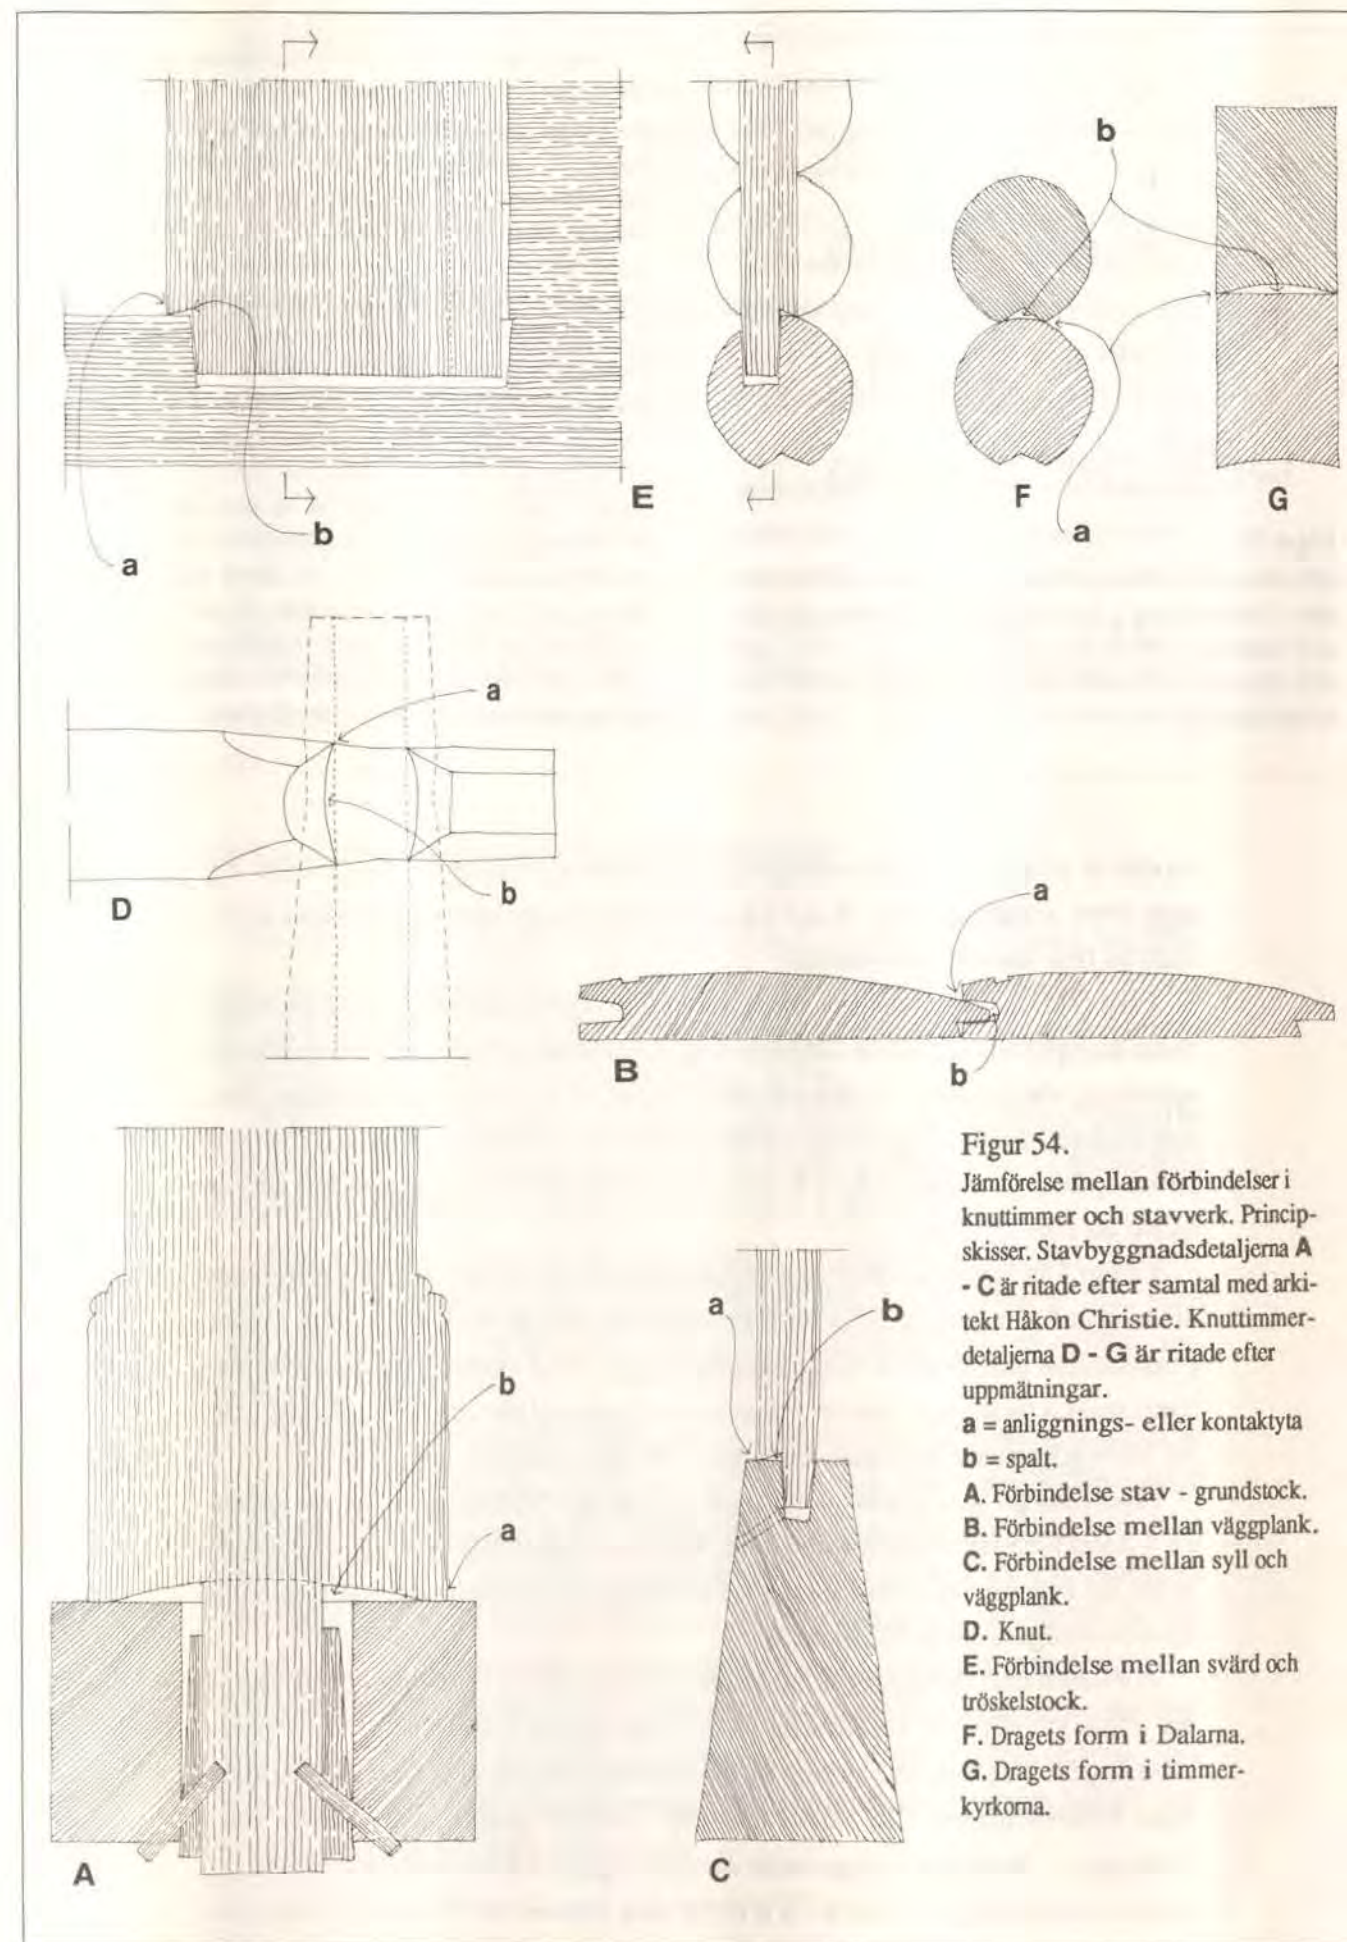 b
E
F
G
a
b
a
a
b
D
a
B
b
b
a
A
a
b
C
Figur 54.
Jämförelse mellan förbindelser i
knuttimmer och stavverk. Princip-
skisser. Stavbyggnadsdetaljerna A
- C är ritade efter samtal med arki-
tekt Håkon Christie. Knuttimmer-
detaljerna D - G är ritade efter
uppmätningar.
a = anliggnings- eller kontaktyta
b = spalt.
A. Förbindelse stav - grundstock.
B. Förbindelse mellan väggplank.
C. Förbindelse mellan syll och
väggplank.
D. Knut.
E. Förbindelse mellan svärd och
tröskelstock.
F. Dragets form i Dalarna.
G. Dragets form i timmer-
kyrkorna.